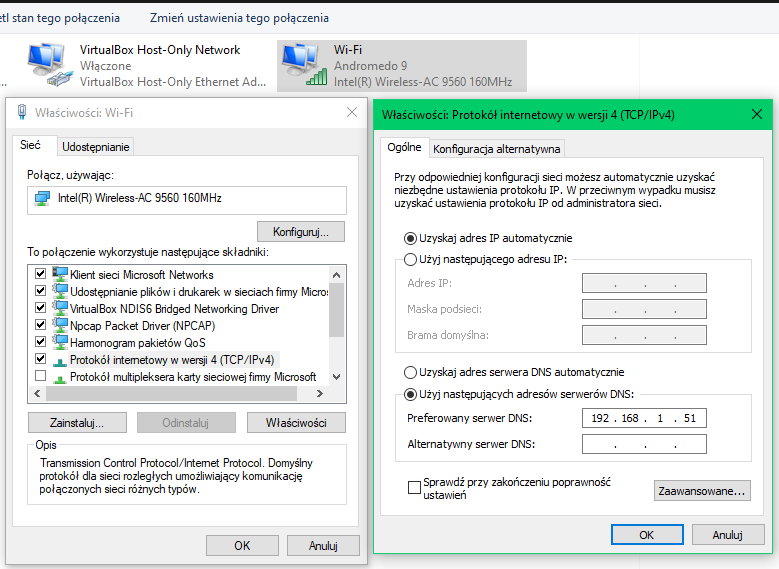 etl stan tego połączenia
Zmień ustawienia tego połączenia
...
VirtualBox Host-Only Network
Włączone
VirtualBox Host-Only Ethernet Ad...
Wi-Fi
Andromedo 9
Intel(R) Wireless-AC 9560 160MHz
Właściwości: Wi-Fi
Sieć
Udostępnianie
Połącz, używając:
Intel(R) Wireless-AC 9560 160MHz
Konfiguruj...
To połączenie wykorzystuje następujące składniki:
Klient sieci Microsoft Networks
Udostępnianie plików i drukarek w sieciach firmy Micros
VirtualBox NDIS6 Bridged Networking Driver
Npcap Packet Driver (NPCAP)
Harmonogram pakietów QoS
Protokół internetowy w wersji 4 (TCP/IPv4)
Protokół multipleksera karty sieciowej firmy Microsoft
Zainstaluj...
Odinstaluj
Właściwości
Opis
Transmission Control Protocol/Internet Protocol. Domyślny
protokół dla sieci rozległych umożliwiający komunikację
połączonych sieci różnych typów.
OK
Anuluj
Właściwości: Protokół internetowy w wersji 4 (TCP/IPv4)
Ogólne
Konfiguracja alternatywna
Przy odpowiedniej konfiguracji sieci możesz automatycznie uzyskać
niezbędne ustawienia protokołu IP. W przeciwnym wypadku musisz
uzyskać ustawienia protokołu IP od administratora sieci.
Uzyskaj adres IP automatycznie
Użyj następującego adresu IP:
Adres IP: . . .
Maska podsieci: . . .
Brama domyślna: . . .
Uzyskaj adres serwera DNS automatycznie
Użyj następujących adresów serwerów DNS:
Preferowany serwer DNS: 192 . 168 . 1 . 51
Alternatywny serwer DNS: . . .
Sprawdź przy zakończeniu poprawność
ustawień
Zaawansowane...
OK
Anuluj